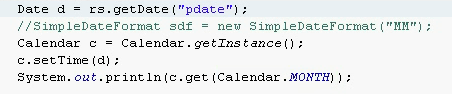 Date d = rs.getDate("pdate");
//SimpleDateFormat sdf = new SimpleDateFormat("MM");
Calendar c = Calendar.getInstance();
c.setTime(d);
System.out.println(c.get(Calendar.MONTH));